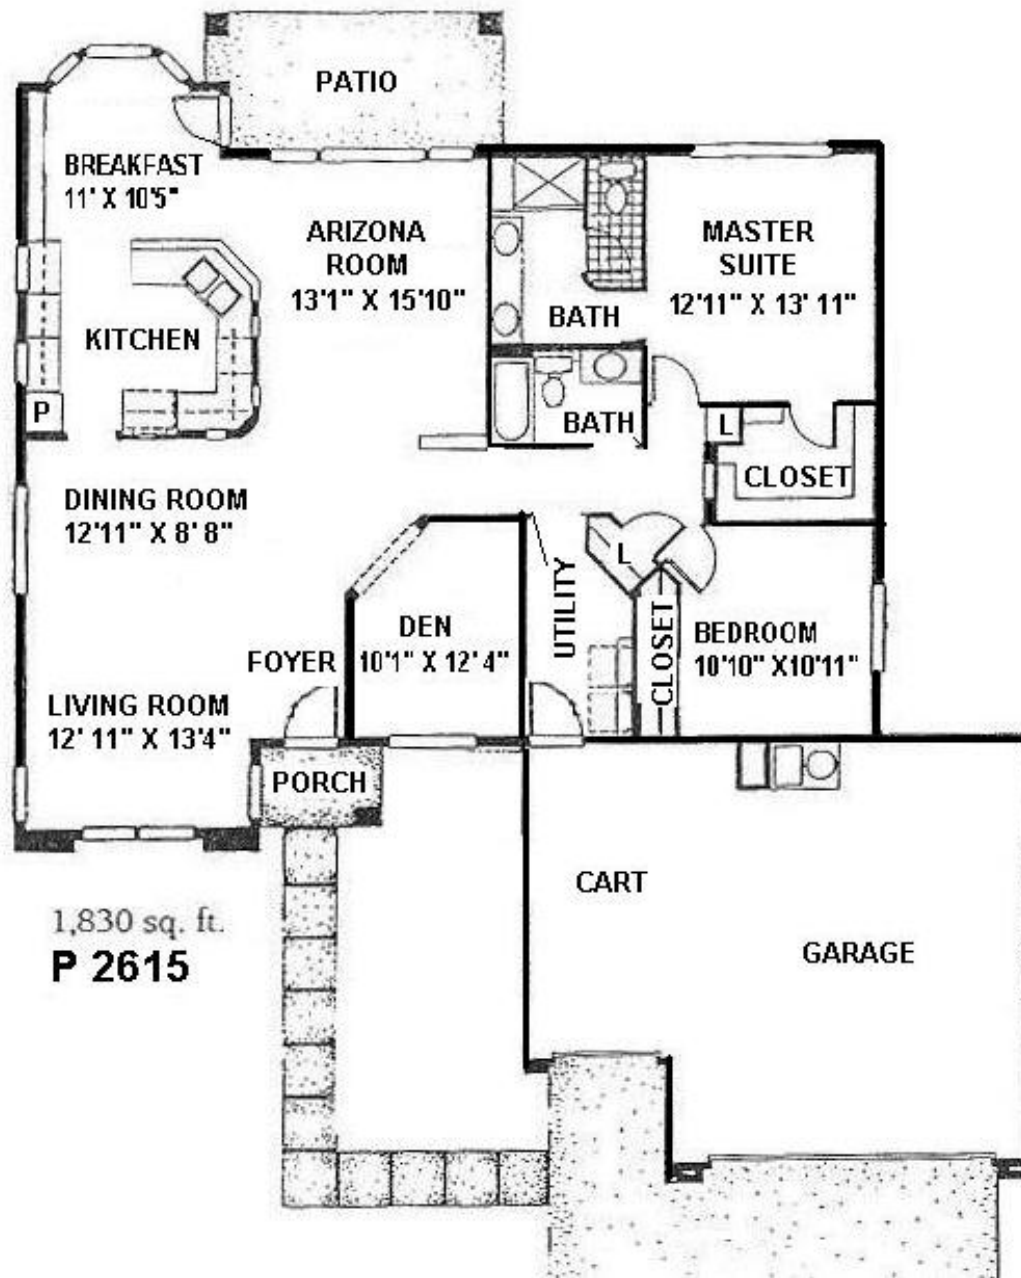 PATIO
BREAKFAST
11' X 10'5"
ARIZONA
ROOM
13'1" X 15'10"
MASTER
SUITE
12'11" X 13' 11"
BATH
KITCHEN
P
BATH
L
CLOSET
DINING ROOM
12'11" X 8' 8"
L
UTILITY
CLOSET
DEN
10'1" X 12' 4"
BEDROOM
10'10" X10'11"
FOYER
LIVING ROOM
12' 11" X 13'4"
PORCH
CART
GARAGE
1,830 sq. ft.
P 2615